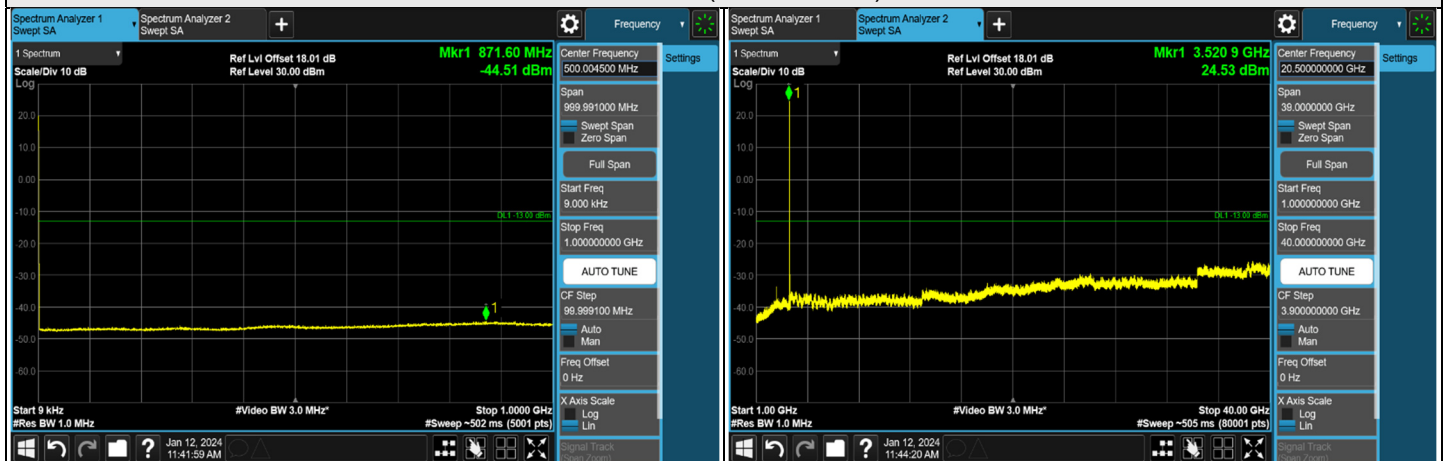 Spectrum Analyzer 1
Swept SA
Spectrum Analyzer 2
Swept SA
Frequency
1 Spectrum
Scale/Div 10 dB
Log
Ref Lvl Offset 18.01 dB
Ref Level 30.00 dBm
Mkr1 871.60 MHz
-44.51 dBm
20.0
10.0
0.00
-10.0
-20.0
-30.0
-40.0
-50.0
-60.0
DL1 -13.00 dBm
1
Start 9 kHz
#Res BW 1.0 MHz
#Video BW 3.0 MHz*
Stop 1.0000 GHz
#Sweep ~502 ms (5001 pts)
Center Frequency
500.004500 MHz
Settings
Span
999.991000 MHz
Swept Span
Zero Span
Full Span
Start Freq
9.000 kHz
Stop Freq
1.000000000 GHz
AUTO TUNE
CF Step
99.999100 MHz
Auto
Man
Freq Offset
0 Hz
X Axis Scale
Log
Lin
Signal Track
(Span Zoom)
Jan 12, 2024
11:41:59 AM
Spectrum Analyzer 1
Swept SA
Spectrum Analyzer 2
Swept SA
Frequency
1 Spectrum
Scale/Div 10 dB
Log
Ref Lvl Offset 18.01 dB
Ref Level 30.00 dBm
Mkr1 3.520 9 GHz
24.53 dBm
20.0
10.0
0.00
-10.0
-20.0
-30.0
-40.0
-50.0
-60.0
DL1 -13.00 dBm
1
Start 1.00 GHz
#Res BW 1.0 MHz
#Video BW 3.0 MHz*
Stop 40.00 GHz
#Sweep ~505 ms (80001 pts)
Center Frequency
20.500000000 GHz
Settings
Span
39.0000000 GHz
Swept Span
Zero Span
Full Span
Start Freq
1.000000000 GHz
Stop Freq
40.000000000 GHz
AUTO TUNE
CF Step
3.900000000 GHz
Auto
Man
Freq Offset
0 Hz
X Axis Scale
Log
Lin
Signal Track
(Span Zoom)
Jan 12, 2024
11:44:20 AM